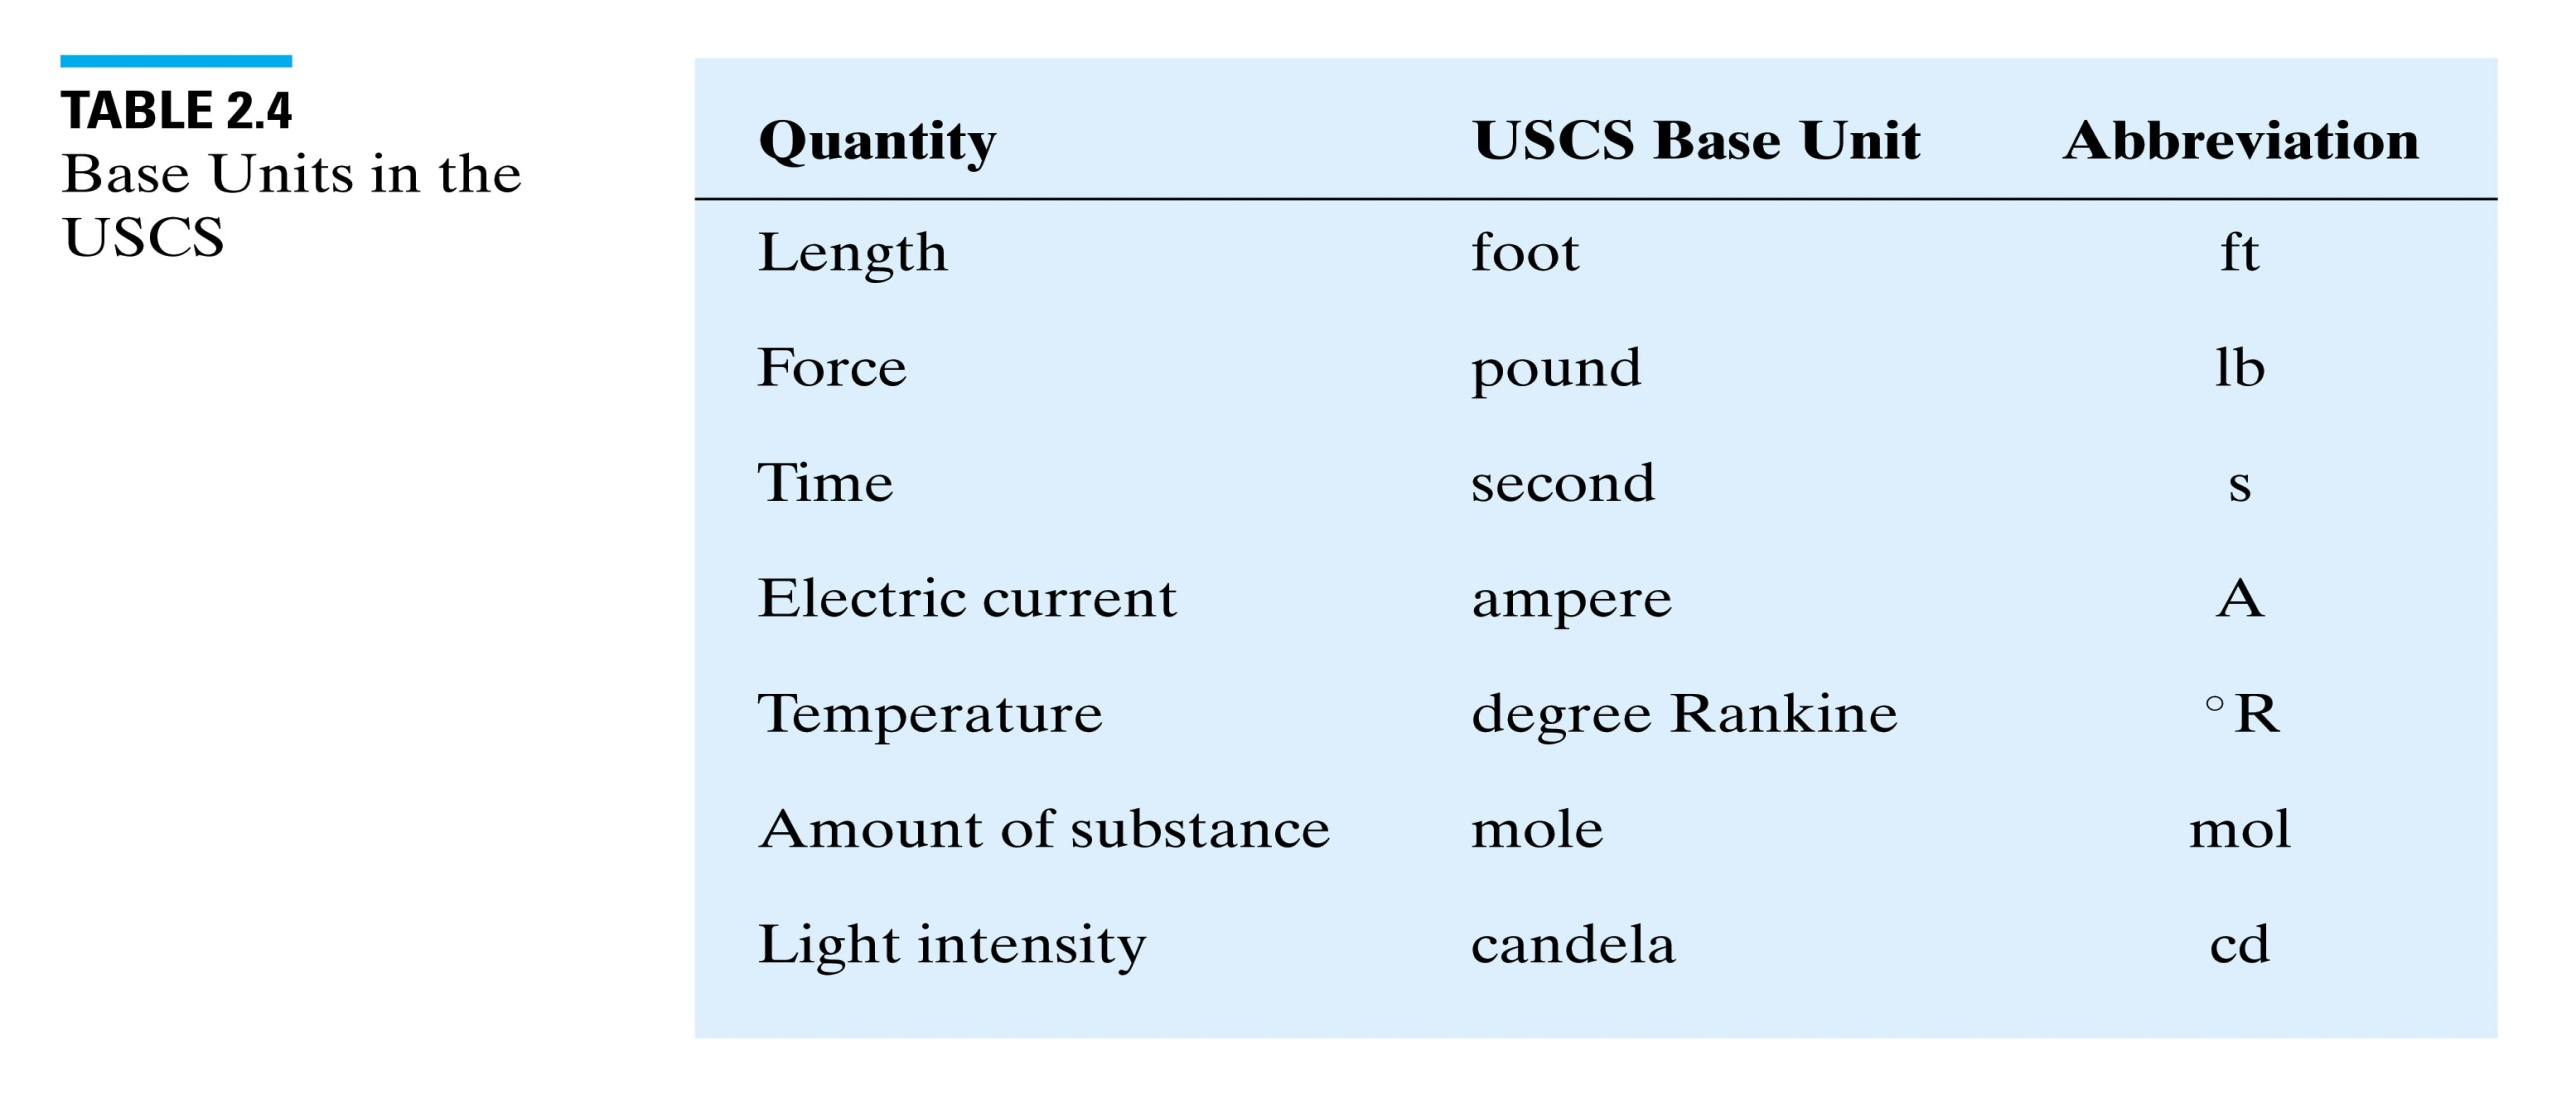 TABLE 2.4
Base Units in the
USCS
Quantity USCS Base Unit Abbreviation
Length foot ft
Force pound lb
Time second s
Electric current ampere A
Temperature degree Rankine °R
Amount of substance mole mol
Light intensity candela cd